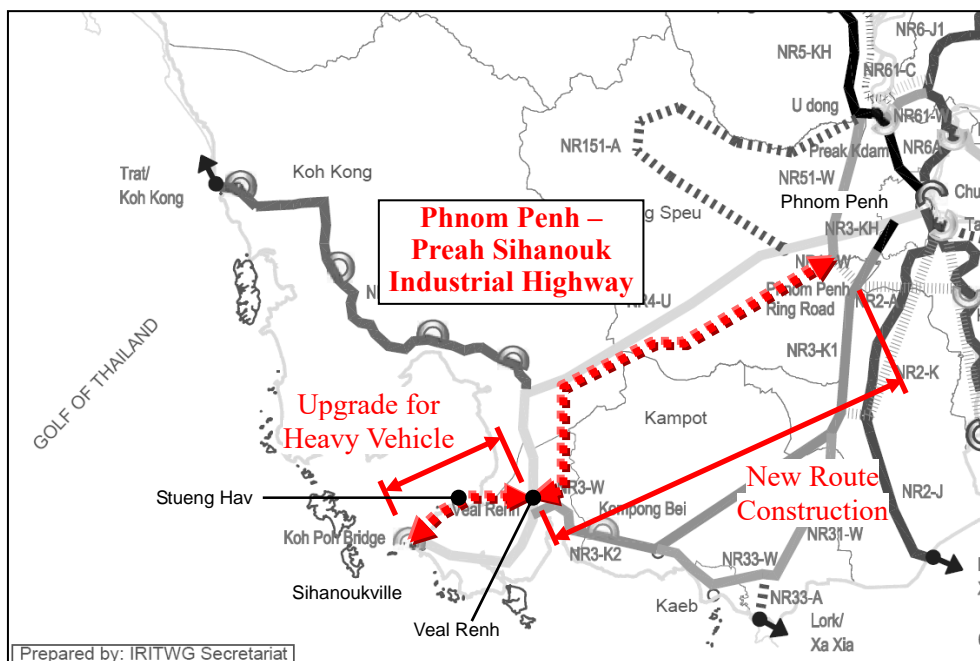 NR6-J1
NR5-KH
NR61-C
U dong
NR61-W
Preak Kdam
NR6A
NR151-A
NR51-W
Trat/
Koh Kong
Koh Kong
Phnom Penh
Phnom Penh –
Preah Sihanouk
Industrial Highway
Speu
NR3-KH
NR4-U
Phnom Penh
Ring Road
NR2-A
NR3-K1
NR2-K
GOLF OF THAILAND
Upgrade for
Heavy Vehicle
Kampot
New Route
Construction
Stueng Hav
Veal Renh
NR3-W
Kompong Bei
NR2-J
Koh Poh Bridge
NR31-W
NR3-K2
NR33-W
Sihanoukville
Kaeb
NR33-A
Veal Renh
Lork/
Xa Xia
Prepared by: IRITWG Secretariat